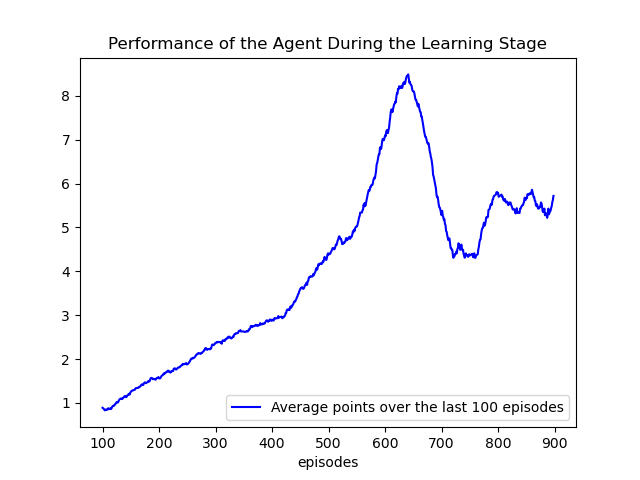 Performance of the Agent During the Learning Stage
8
7
6
5
4
3
2
1
Average points over the last 100 episodes
100 200 300 400 500 600 700 800 900
episodes